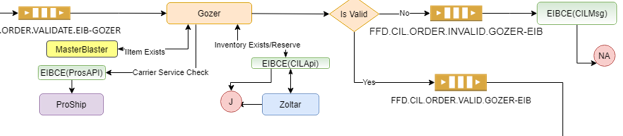 Gozer
Is Valid
No
EIBCE(CILMsg)
.ORDER.VALIDATE.EIB-GOZER
FFD.CIL.ORDER.INVALID.GOZER-EIB
MasterBlaster
IItem Exists
Inventory Exists/Reserve
NA
EIBCE(ProsAPI)
Carrier Service Check
EIBCE(CILApi)
Yes
ProShip
J
Zoltar
FFD.CIL.ORDER.VALID.GOZER-EIB